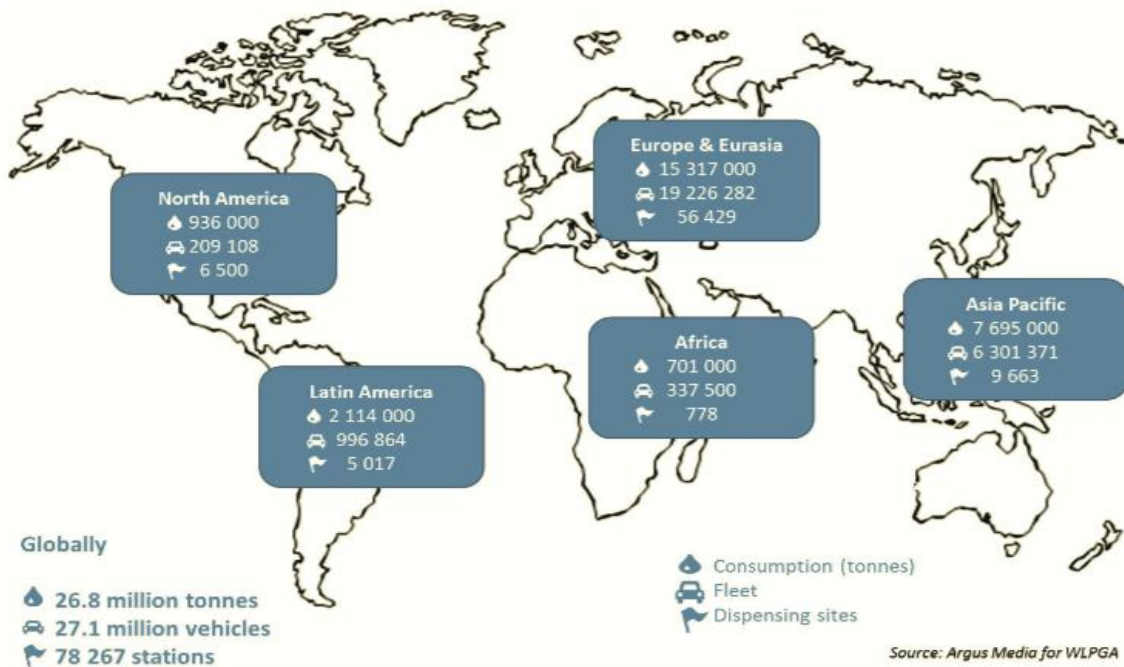 Europe & Eurasia
15 317 000
19 226 282
56 429
North America
936 000
209 108
6 500
Asia Pacific
7 695 000
6 301 371
9 663
Africa
701 000
337 500
778
Latin America
2 114 000
996 864
5 017
Globally
26.8 million tonnes
27.1 million vehicles
78 267 stations
Consumption (tonnes)
Fleet
Dispensing sites
Source: Argus Media for WLPGA